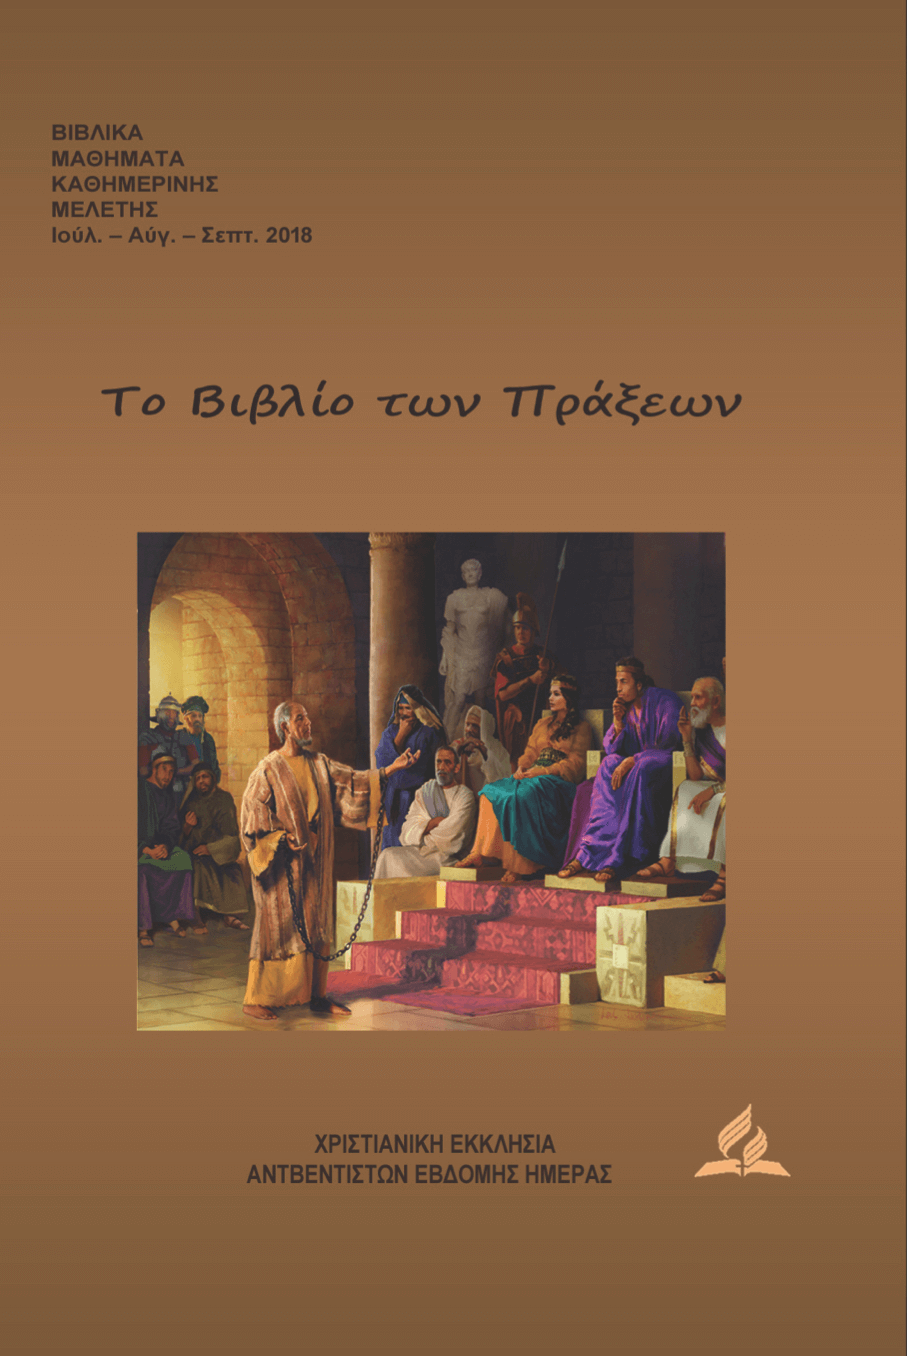 ΒΙΒΛΙΚΑ
ΜΑΘΗΜΑΤΑ
ΚΑΘΗΜΕΡΙΝΗΣ
ΜΕΛΕΤΗΣ
Ιούλ. – Αύγ. – Σεπτ. 2018
Το Βιβλίο των Πράξεων
ΧΡΙΣΤΙΑΝΙΚΗ ΕΚΚΛΗΣΙΑ
ΑΝΤΒΕΝΤΙΣΤΩΝ ΕΒΔΟΜΗΣ ΗΜΕΡΑΣ